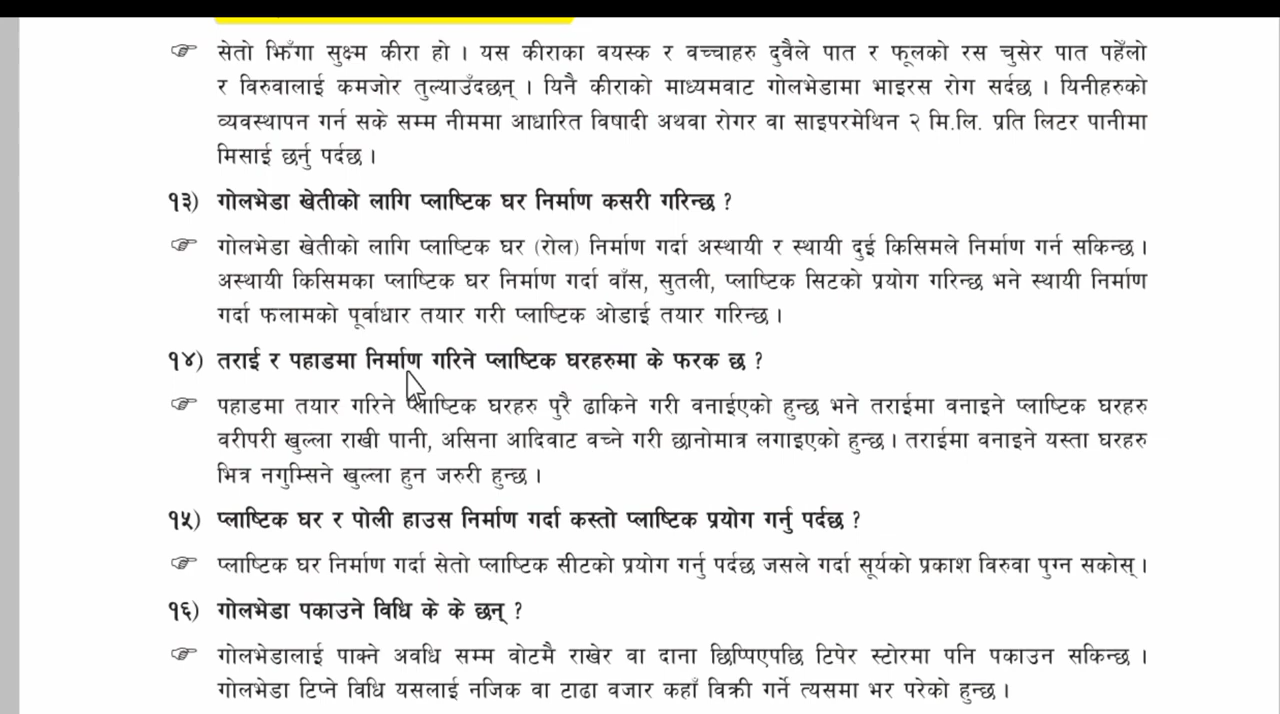 सेतो झिँगा सुक्ष्म कीरा हो । यस कीराका वयस्क र वच्चाहरु दुवैले पात र फूलको रस चुसेर पात पहेँलो
र विरुवालाई कमजोर तुल्याउँदछन् । यिनै कीराको माध्यमवाट गोलभेडामा भाइरस रोग सर्दछ । यिनीहरुको
व्यवस्थापन गर्न सके सम्म नीममा आधारित विषादी अथवा रोगर वा साइपरमेथिन २ मि.लि. प्रति लिटर पानीमा
मिसाई छर्नु पर्दछ ।
१३) गोलभेडा खेतीको लागि प्लाष्टिक घर निर्माण कसरी गरिन्छ ?
गोलभेडा खेतीको लागि प्लाष्टिक घर (रोल) निर्माण गर्दा अस्थायी र स्थायी दुई किसिमले निर्माण गर्न सकिन्छ ।
अस्थायी किसिमका प्लाष्टिक घर निर्माण गर्दा वाँस, सुतली, प्लाष्टिक सिटको प्रयोग गरिन्छ भने स्थायी निर्माण
गर्दा फलामको पूर्वाधार तयार गरी प्लाष्टिक ओडाई तयार गरिन्छ ।
१४) तराई र पहाडमा निर्माण गरिने प्लाष्टिक घरहरुमा के फरक छ ?
पहाडमा तयार गरिने प्लाष्टिक घरहरु पुरै ढाकिने गरी वनाईएको हुन्छ भने तराईमा वनाइने प्लाष्टिक घरहरु
वरीपरी खुल्ला राखी पानी, असिना आदिवाट वच्ने गरी छानोमात्र लगाइएको हुन्छ । तराईमा वनाइने यस्ता घरहरु
भित्र नगुम्सिने खुल्ला हुन जरुरी हुन्छ ।
१५) प्लाष्टिक घर र पोली हाउस निर्माण गर्दा कस्तो प्लाष्टिक प्रयोग गर्नु पर्दछ ?
प्लाष्टिक घर निर्माण गर्दा सेतो प्लाष्टिक सीटको प्रयोग गर्नु पर्दछ जसले गर्दा सूर्यको प्रकाश विरुवा पुग्न सकोस् ।
१६) गोलभेडा पकाउने विधि के के छन् ?
गोलभेडालाई पाक्ने अवधि सम्म वोटमै राखेर वा दाना छिप्पिएपछि टिपेर स्टोरमा पनि पकाउन सकिन्छ ।
गोलभेडा टिप्ने विधि यसलाई नजिक वा टाढा वजार कहाँ विक्री गर्ने त्यसमा भर परेको हुन्छ ।